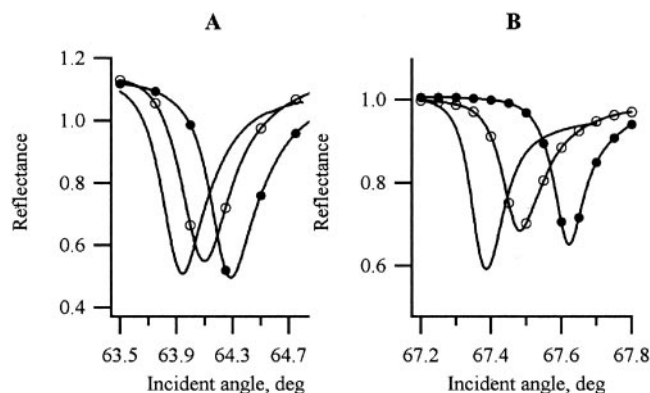 A
Reflectance
1.2
1.0
0.8
0.6
0.4
63.5 63.9 64.3 64.7
Incident angle, deg
B
Reflectance
1.0
0.8
0.6
67.2 67.4 67.6 67.8
Incident angle, deg